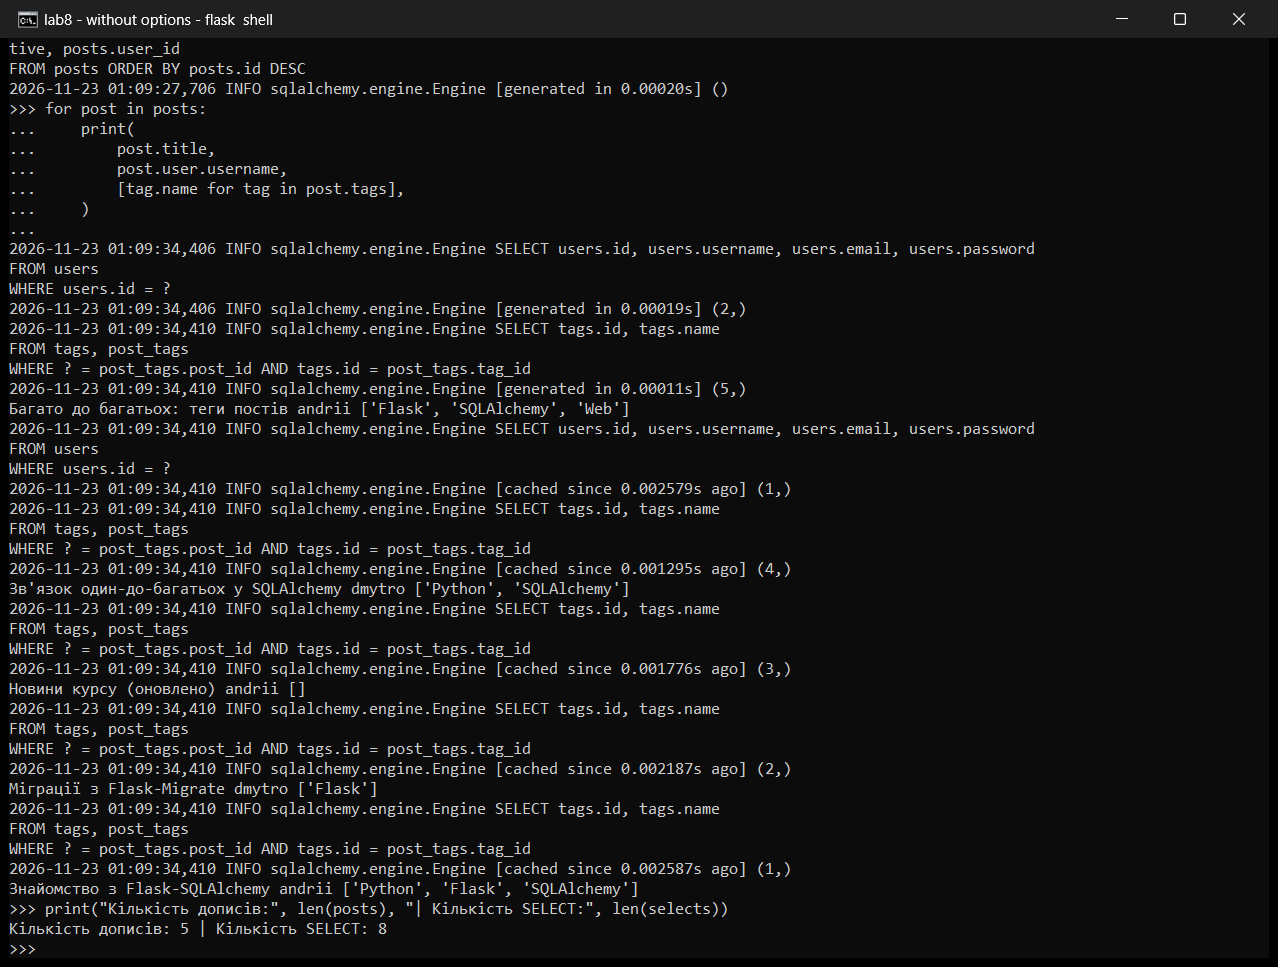 lab8 - without options - flask  shell
tive, posts.user_id
FROM posts ORDER BY posts.id DESC
2026-11-23 01:09:27,706 INFO sqlalchemy.engine.Engine [generated in 0.00020s] ()
>>> for post in posts:
...     print(
...         post.title,
...         post.user.username,
...         [tag.name for tag in post.tags],
...     )
...
2026-11-23 01:09:34,406 INFO sqlalchemy.engine.Engine SELECT users.id, users.username, users.email, users.password
FROM users
WHERE users.id = ?
2026-11-23 01:09:34,406 INFO sqlalchemy.engine.Engine [generated in 0.00019s] (2,)
2026-11-23 01:09:34,410 INFO sqlalchemy.engine.Engine SELECT tags.id, tags.name
FROM tags, post_tags
WHERE ? = post_tags.post_id AND tags.id = post_tags.tag_id
2026-11-23 01:09:34,410 INFO sqlalchemy.engine.Engine [generated in 0.00011s] (5,)
Багато до багатьох: теги постів andrii ['Flask', 'SQLAlchemy', 'Web']
2026-11-23 01:09:34,410 INFO sqlalchemy.engine.Engine SELECT users.id, users.username, users.email, users.password
FROM users
WHERE users.id = ?
2026-11-23 01:09:34,410 INFO sqlalchemy.engine.Engine [cached since 0.002579s ago] (1,)
2026-11-23 01:09:34,410 INFO sqlalchemy.engine.Engine SELECT tags.id, tags.name
FROM tags, post_tags
WHERE ? = post_tags.post_id AND tags.id = post_tags.tag_id
2026-11-23 01:09:34,410 INFO sqlalchemy.engine.Engine [cached since 0.001295s ago] (4,)
Зв'язок один-до-багатьох у SQLAlchemy dmytro ['Python', 'SQLAlchemy']
2026-11-23 01:09:34,410 INFO sqlalchemy.engine.Engine SELECT tags.id, tags.name
FROM tags, post_tags
WHERE ? = post_tags.post_id AND tags.id = post_tags.tag_id
2026-11-23 01:09:34,410 INFO sqlalchemy.engine.Engine [cached since 0.001776s ago] (3,)
Новини курсу (оновлено) andrii []
2026-11-23 01:09:34,410 INFO sqlalchemy.engine.Engine SELECT tags.id, tags.name
FROM tags, post_tags
WHERE ? = post_tags.post_id AND tags.id = post_tags.tag_id
2026-11-23 01:09:34,410 INFO sqlalchemy.engine.Engine [cached since 0.002187s ago] (2,)
Міграції з Flask-Migrate dmytro ['Flask']
2026-11-23 01:09:34,410 INFO sqlalchemy.engine.Engine SELECT tags.id, tags.name
FROM tags, post_tags
WHERE ? = post_tags.post_id AND tags.id = post_tags.tag_id
2026-11-23 01:09:34,410 INFO sqlalchemy.engine.Engine [cached since 0.002587s ago] (1,)
Знайомство з Flask-SQLAlchemy andrii ['Python', 'Flask', 'SQLAlchemy']
>>> print("Кількість дописів:", len(posts), "| Кількість SELECT:", len(selects))
Кількість дописів: 5 | Кількість SELECT: 8
>>>